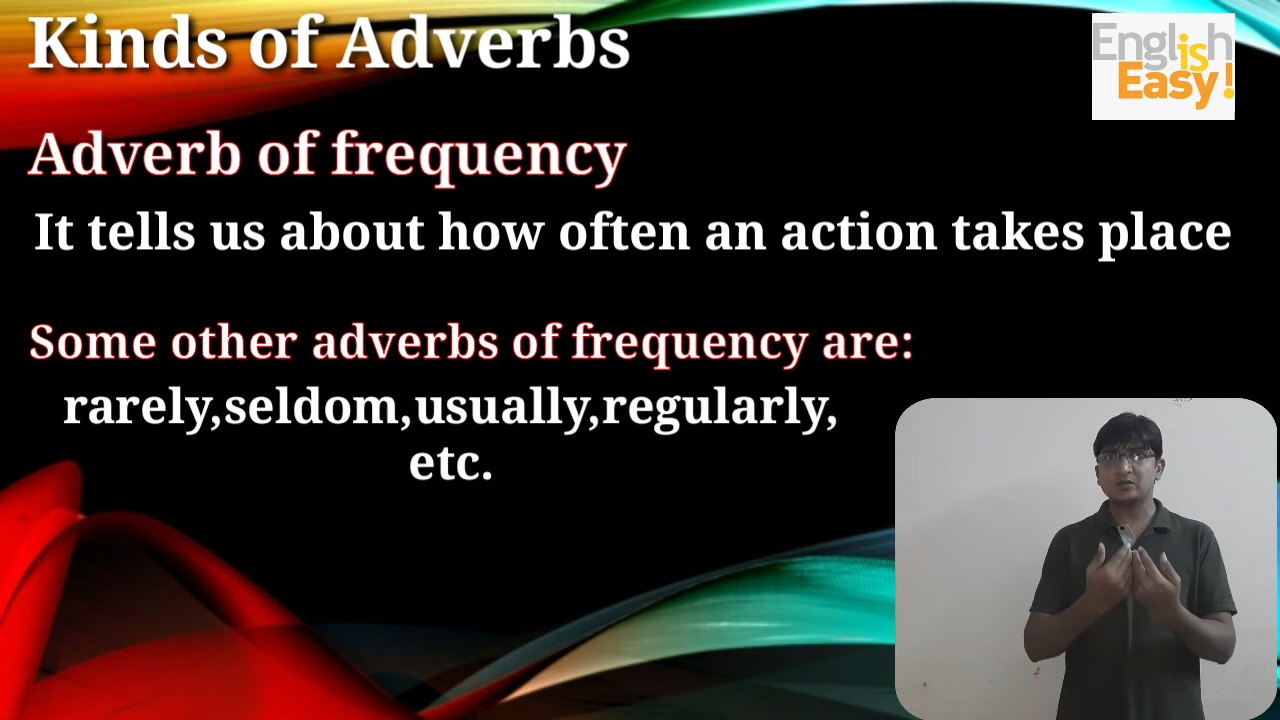 Kinds of Adverbs
English
Easy!
Adverb of frequency
It tells us about how often an action takes place
Some other adverbs of frequency are:
rarely,seldom,usually,regularly,
etc.